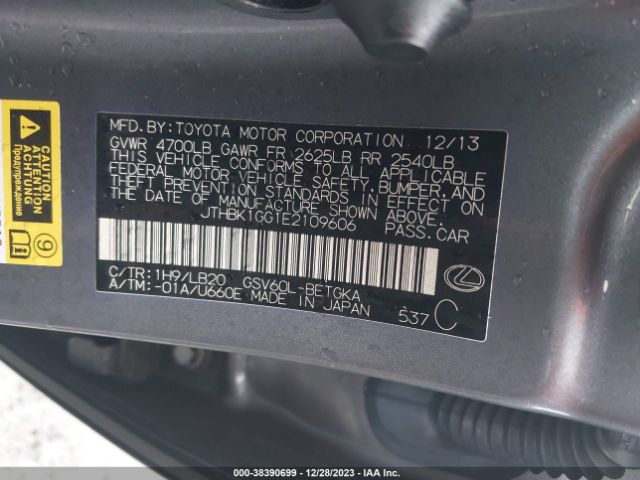 MFD. BY: TOYOTA MOTOR CORPORATION 12/13
GVWR 4700LB GAWR FR 2625LB RR 2540LB
THIS VEHICLE CONFORMS TO ALL APPLICABLE
FEDERAL MOTOR VEHICLE SAFETY, BUMPER, AND
THEFT PREVENTION STANDARDS IN EFFECT ON
THE DATE OF MANUFACTURE SHOWN ABOVE.
JTHBK1GG1E2109606 PASS.CAR
C/TR: 1H9/LB20 GSV60L-BETGKA
A/TM: -01A/U660E MADE IN JAPAN
537 C
CAUTION
ATTENTION
ACHTUNG
Предупреждение
9
000-38390699 | 12/28/2023 | IAA Inc.